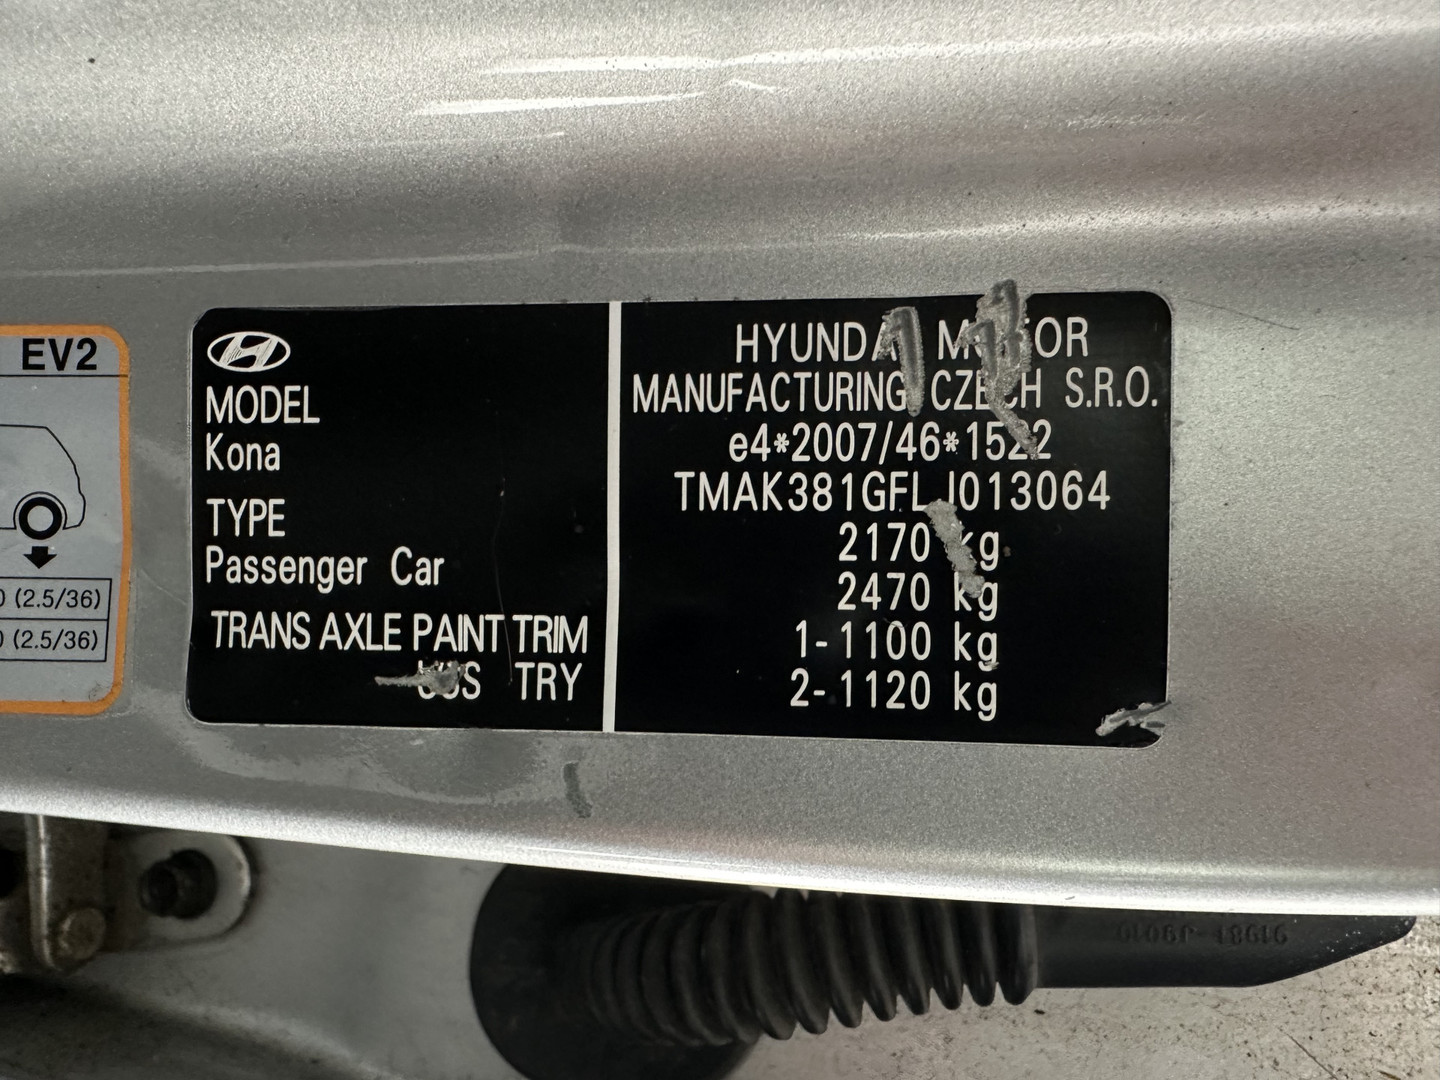 EV2
(2.5/36)
(2.5/36)
MODEL
Kona
TYPE
Passenger Car
TRANS AXLE PAINT TRIM
TRY
HYUNDAI MOTOR
MANUFACTURING CZECH S.R.O.
e4*2007/46*1522
TMAK381GFLJ013064
2170 kg
2470 kg
1-1100 kg
2-1120 kg